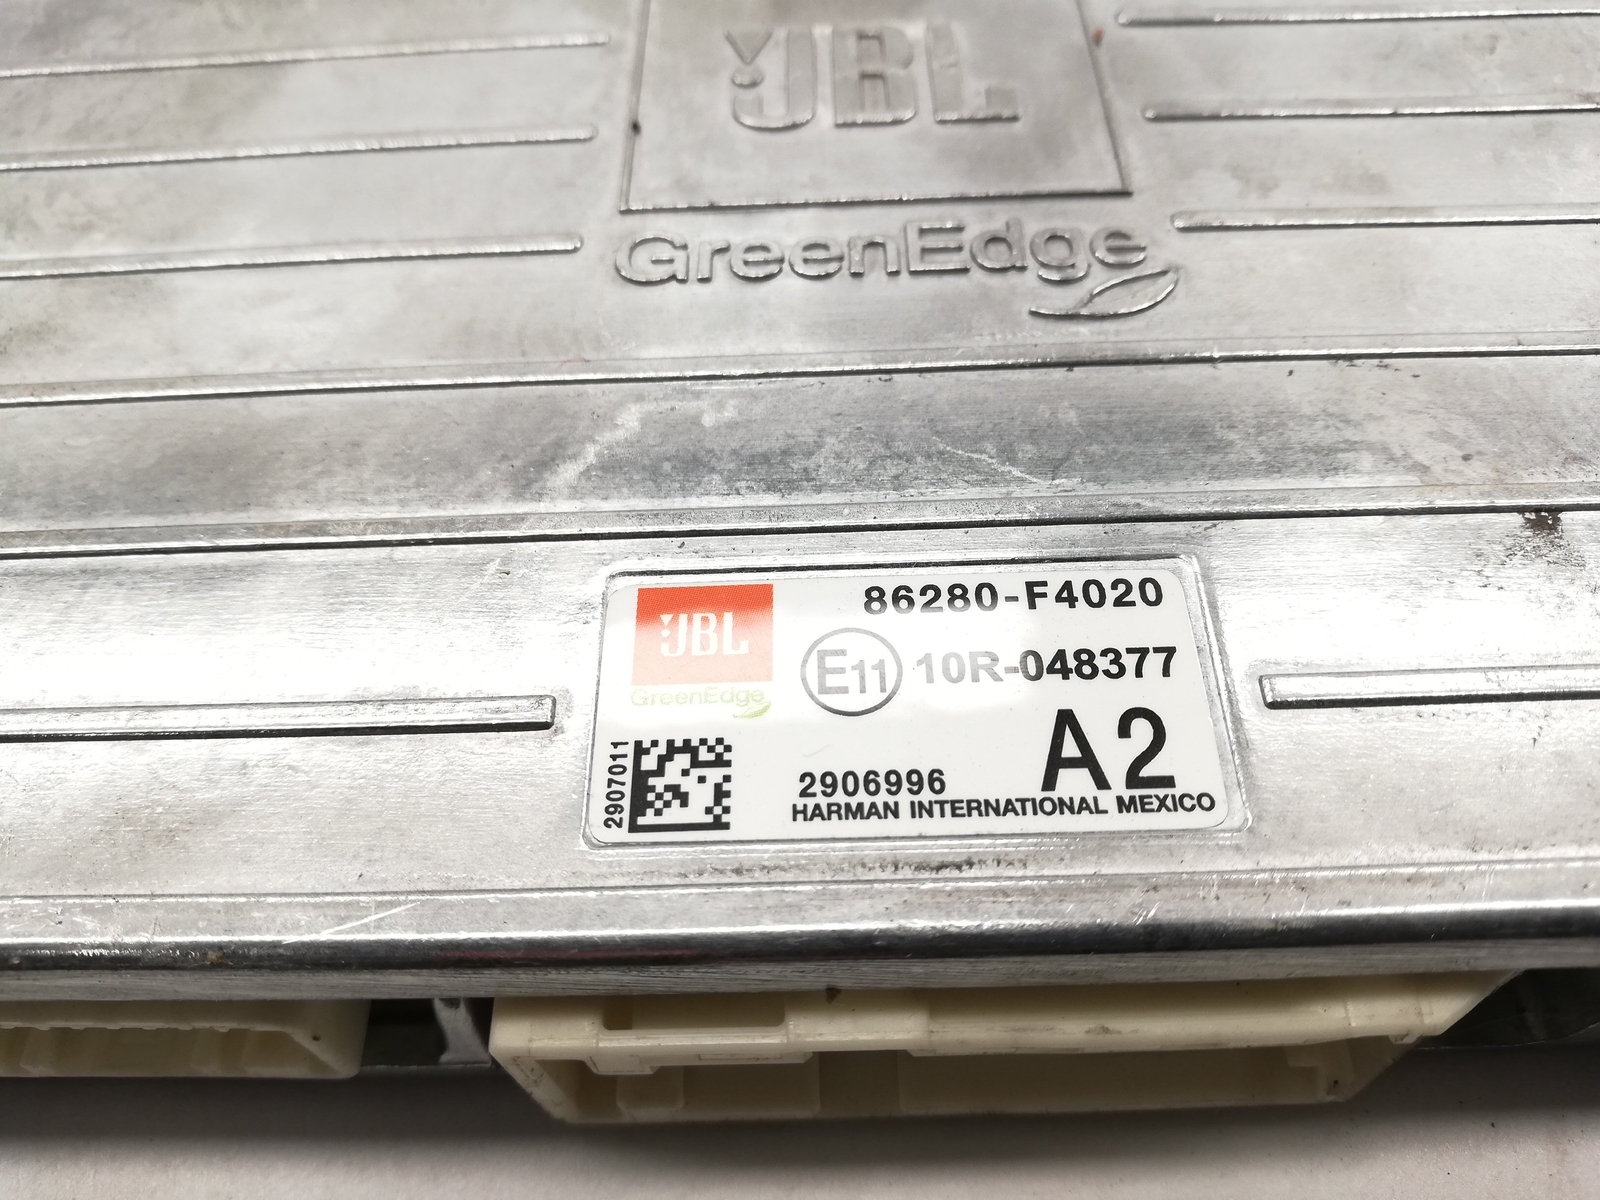 JBL
GreenEdge
JBL
GreenEdge
86280-F4020
E11 10R-048377
A2
2907011
2906996
HARMAN INTERNATIONAL MEXICO